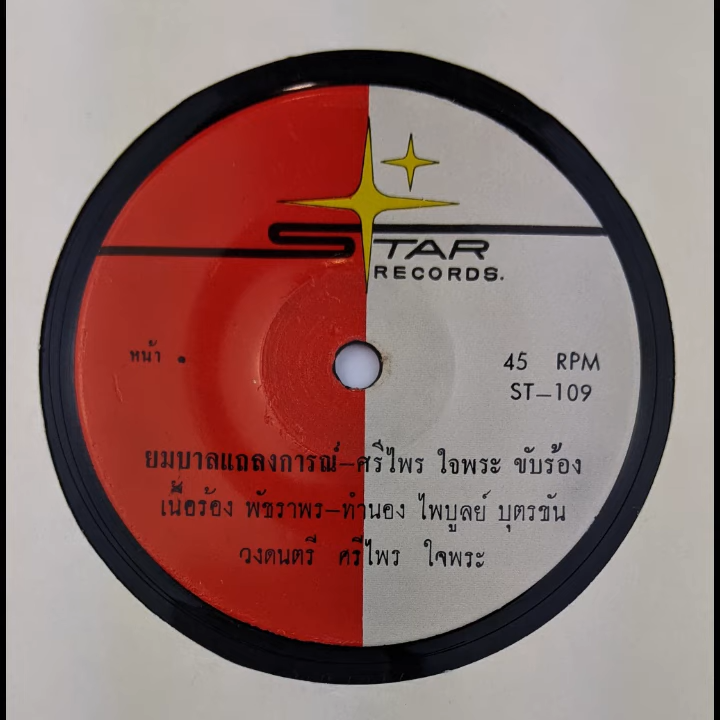 STAR
RECORDS.
หน้า ๑
45 RPM
ST-109
ยมบาลแถลงการณ์-ศรีไพร ใจพระ ขับร้อง
เนื้อร้อง พัชราพร-ทำนอง ไพบูลย์ บุตรขัน
วงดนตรี ศรีไพร ใจพระ